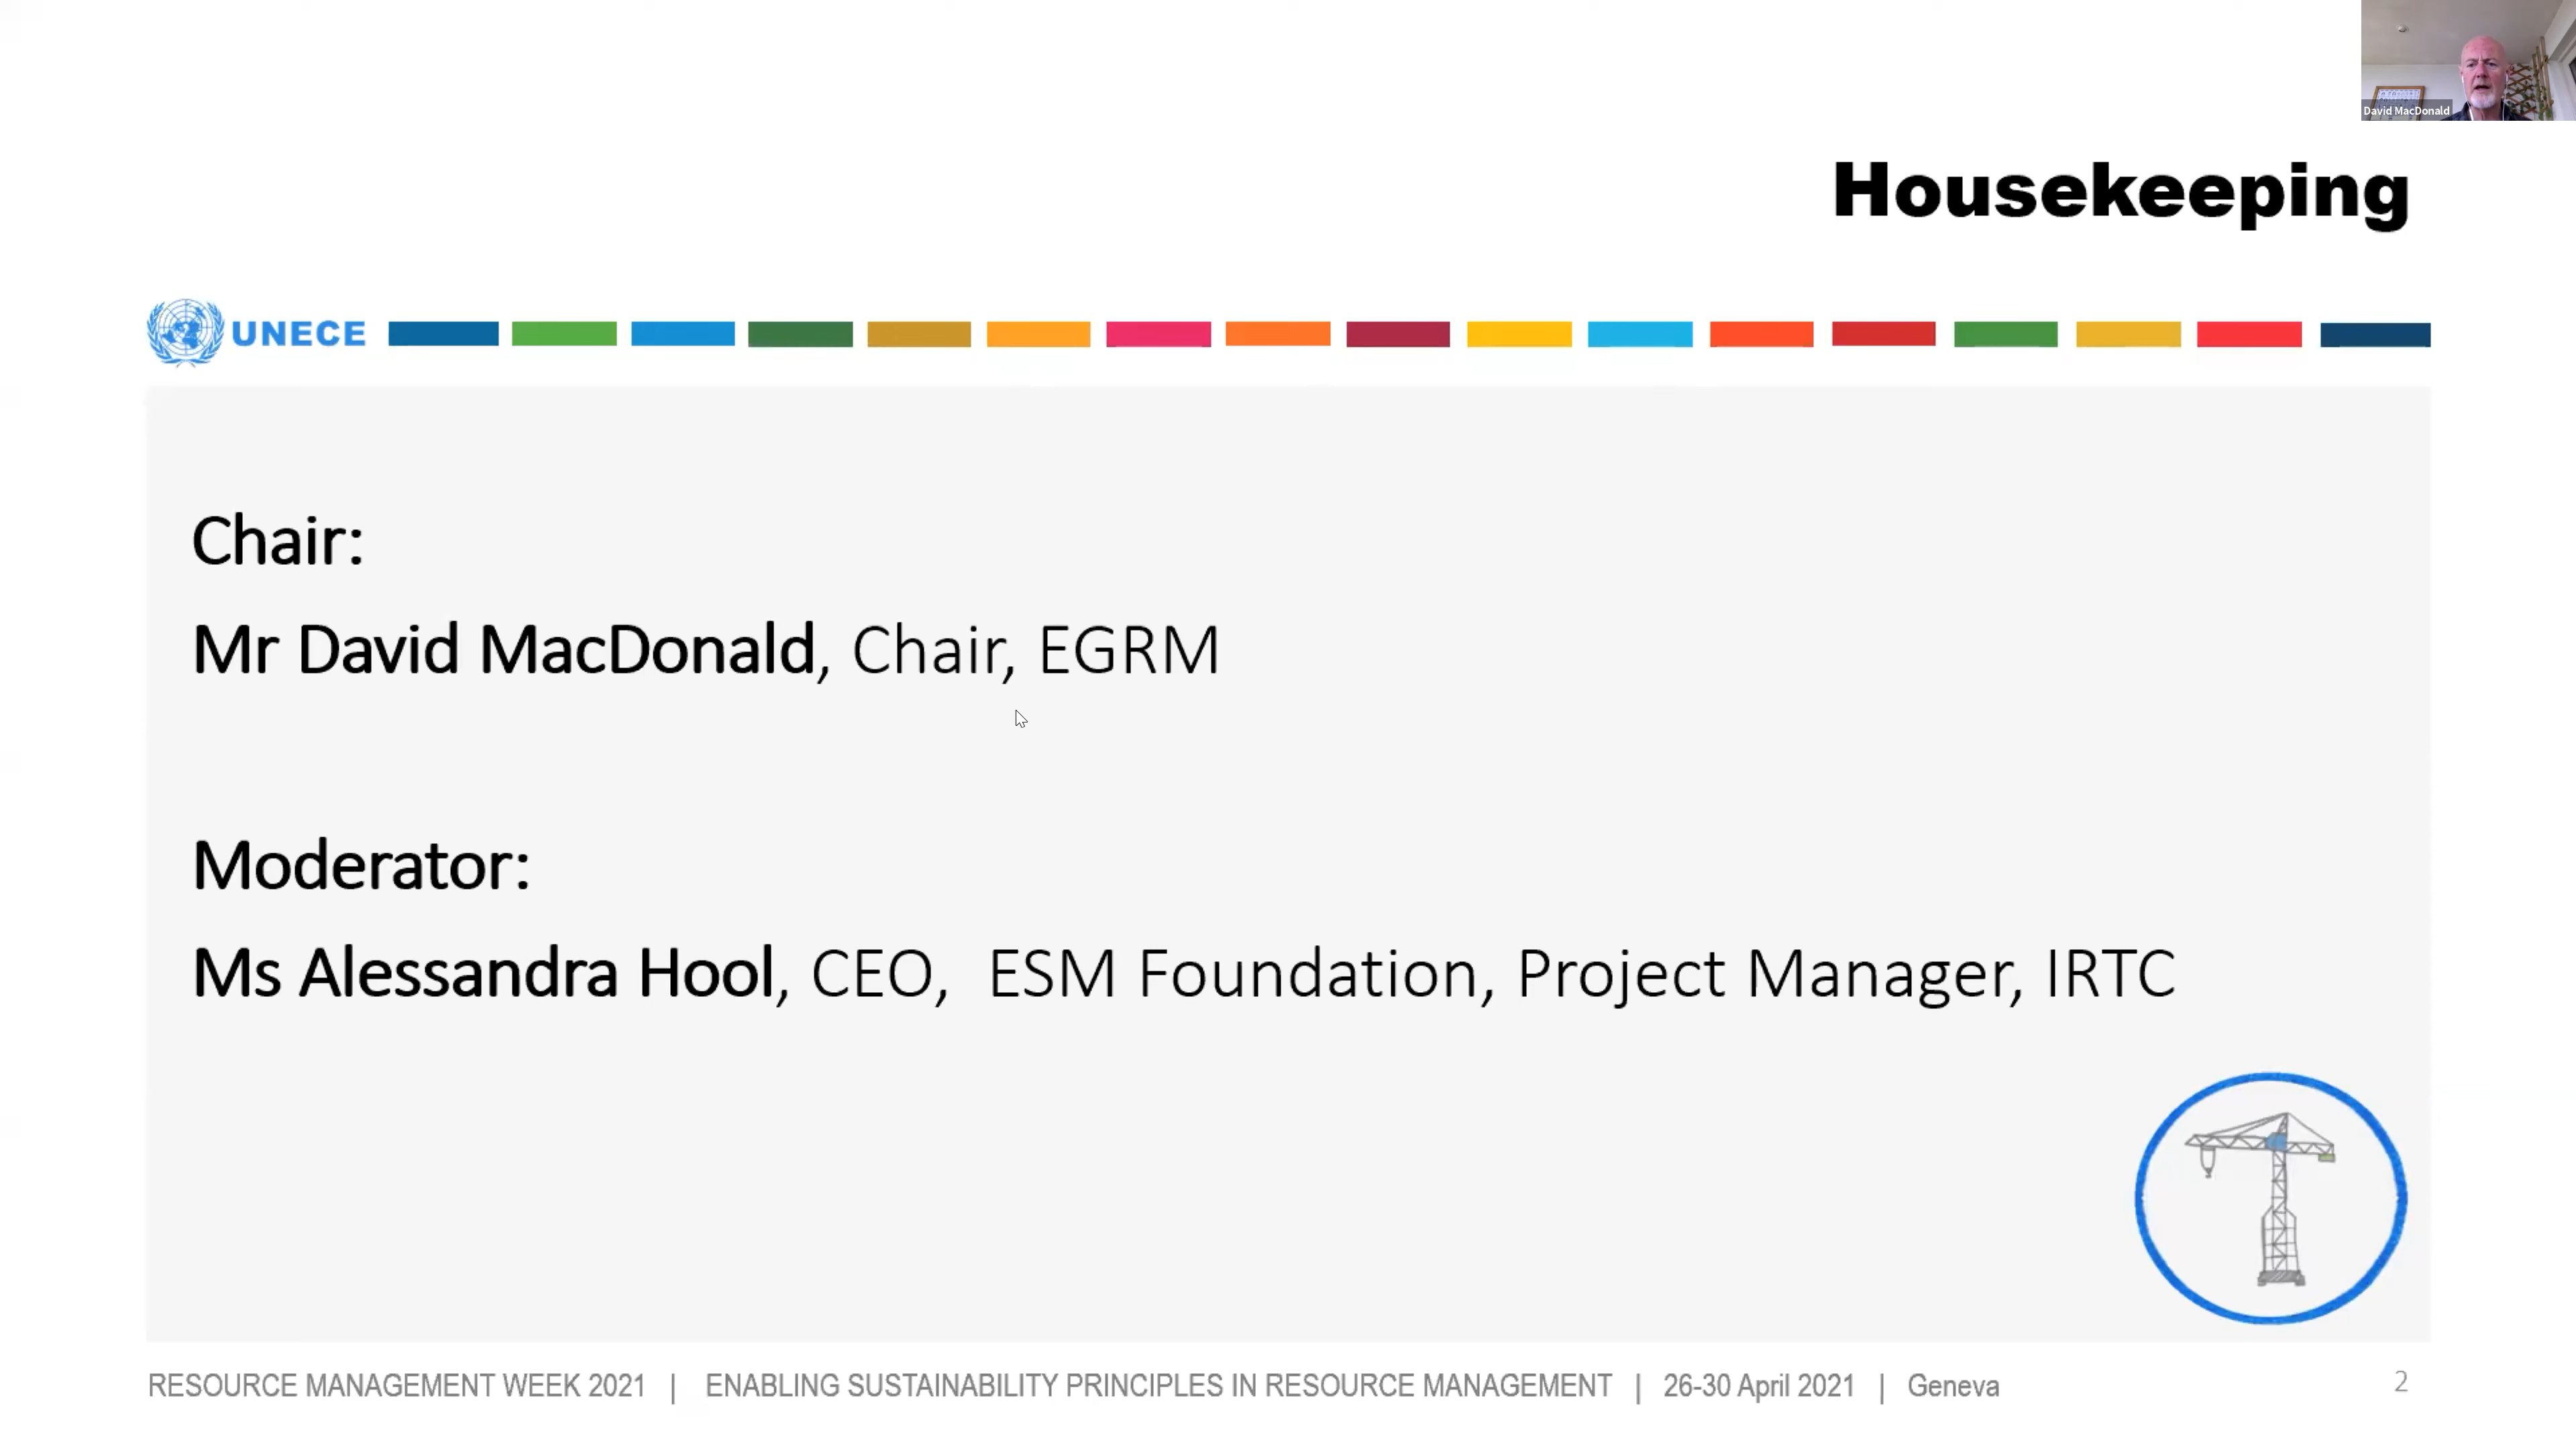 David MacDonald
Housekeeping
UNECE
Chair:
Mr David MacDonald, Chair, EGRM
Moderator:
Ms Alessandra Hool, CEO,  ESM Foundation, Project Manager, IRTC
RESOURCE MANAGEMENT WEEK 2021 | ENABLING SUSTAINABILITY PRINCIPLES IN RESOURCE MANAGEMENT | 26-30 April 2021 | Geneva
2